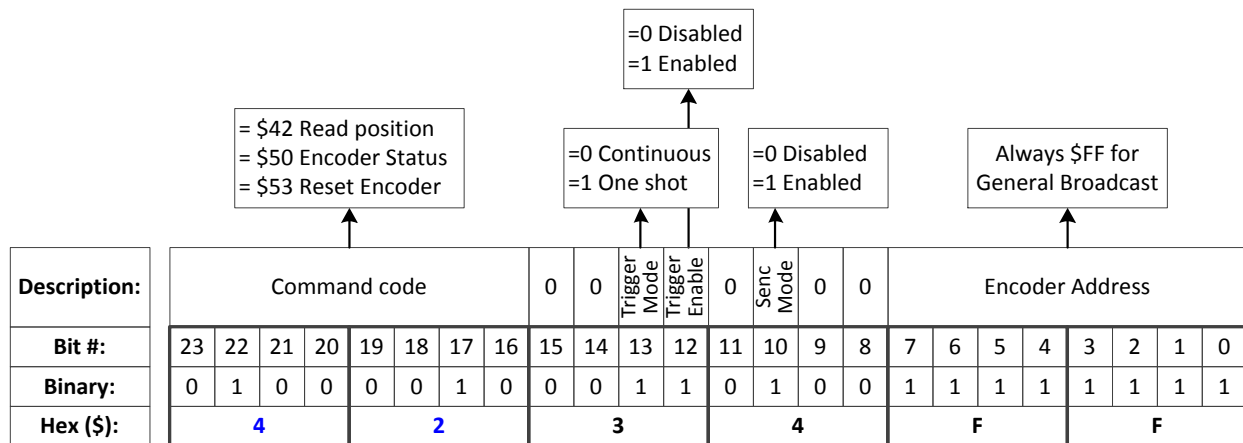 =0 Disabled
=1 Enabled
= $42 Read position
= $50 Encoder Status
= $53 Reset Encoder
=0 Continuous
=1 One shot
=0 Disabled
=1 Enabled
Always $FF for
General Broadcast
Description: Command code 0 0 Trigger Mode Trigger Enable 0 Senc Mode 0 0 Encoder Address
Bit #: 23 22 21 20 19 18 17 16 15 14 13 12 11 10 9 8 7 6 5 4 3 2 1 0
Binary: 0 1 0 0 0 0 1 0 0 0 1 1 0 1 0 0 1 1 1 1 1 1 1 1
Hex ($): 4 2 3 4 F F